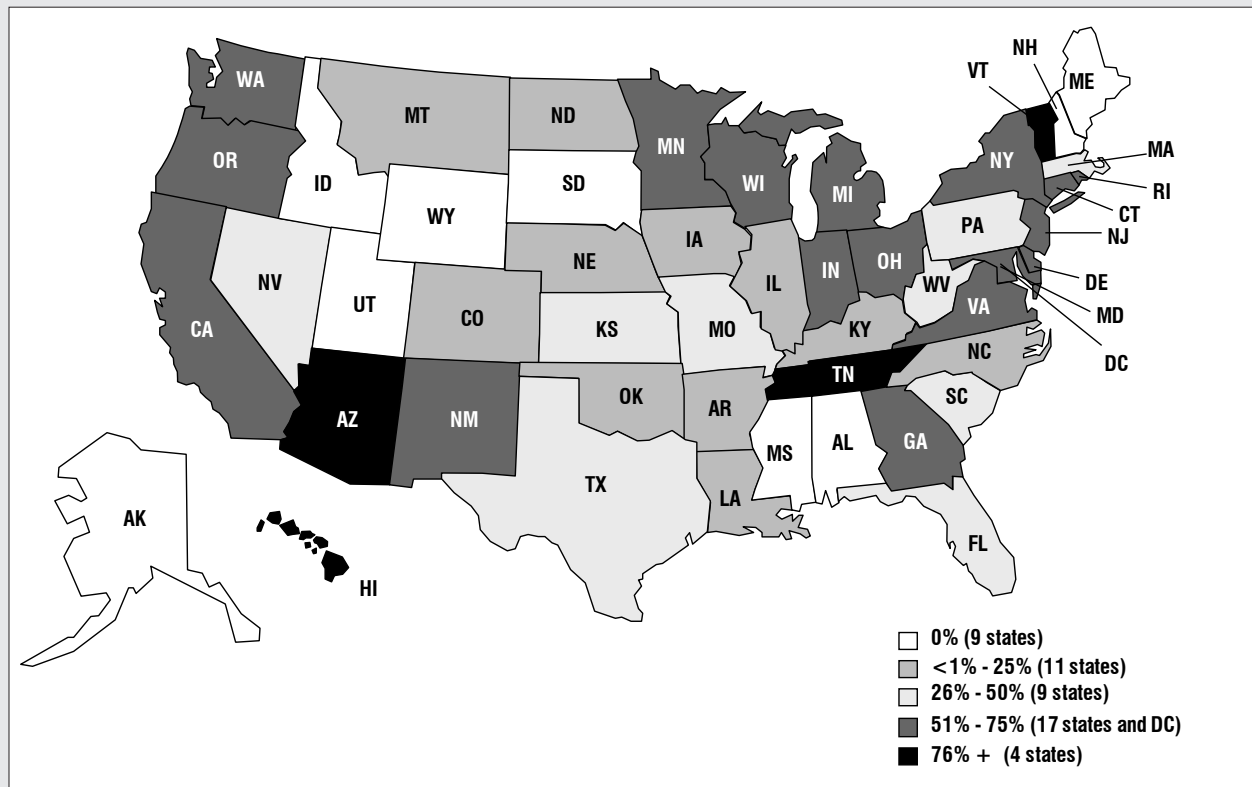 NH
VT
ME
WA
MT
ND
MN
OR
ID
SD
WI
MI
NY
MA
RI
CT
NJ
WY
IA
PA
NE
IL
IN
OH
DE
NV
UT
CO
WV
VA
MD
CA
KS
MO
KY
DC
NC
TN
AZ
NM
OK
AR
SC
GA
MS
AL
TX
LA
AK
FL
HI
0% (9 states)
<1% - 25% (11 states)
26% - 50% (9 states)
51% - 75% (17 states and DC)
76% + (4 states)